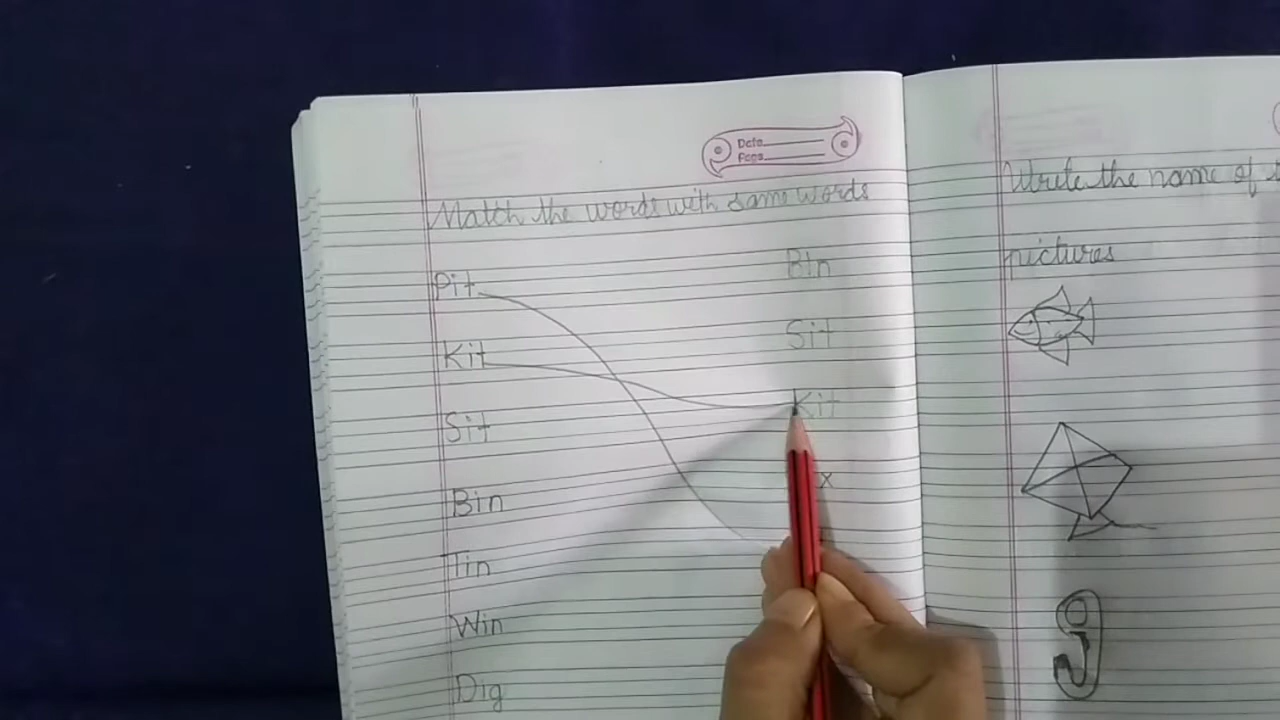 Date
Page
Match the words with same words
Pit
Bin
Kit
Sit
Sit
Kit
Bin
x
Tin
Win
Dig
Write the name of
pictures